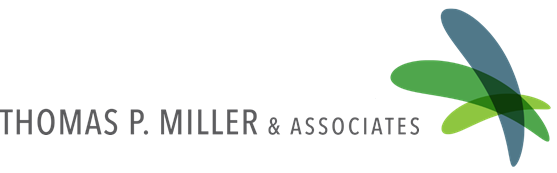 THOMAS P. MILLER & ASSOCIATES